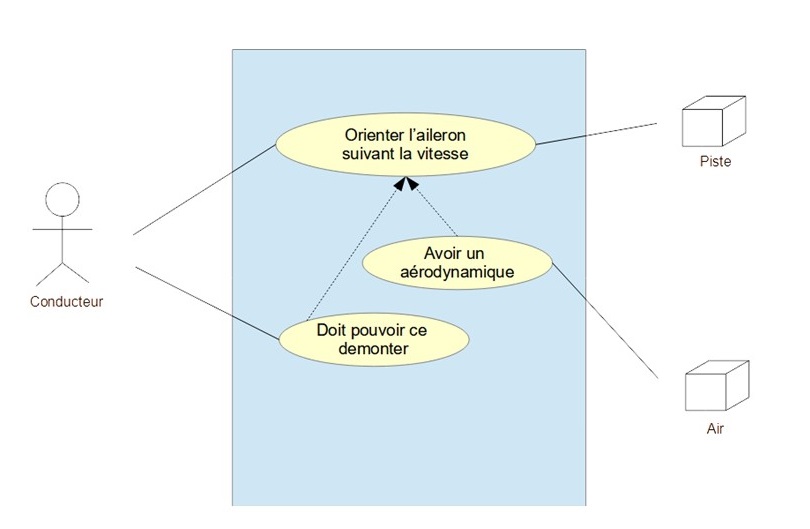 Orienter l'aileron
suivant la vitesse
Piste
Avoir un
aérodynamique
Conducteur
Doit pouvoir ce
demonter
Air